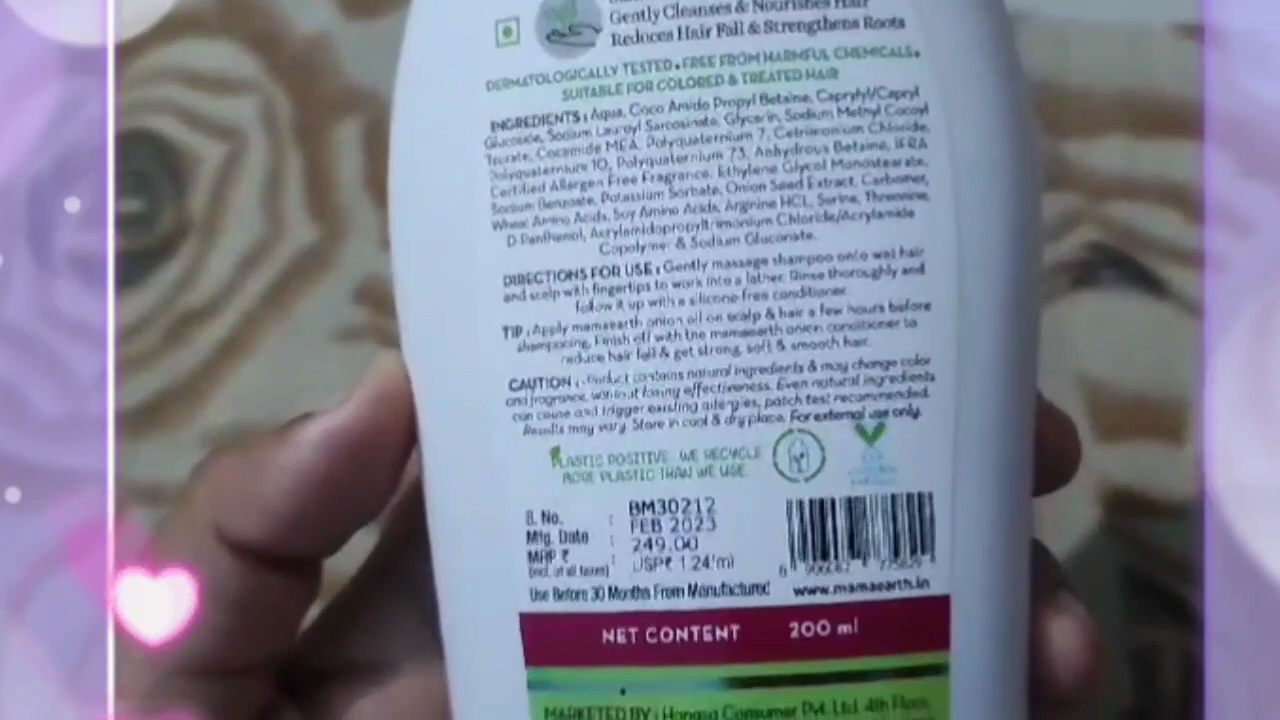 Gently Cleanses & Nourishes Hair
Reduces Hair Fall & Strengthens Roots
DERMATOLOGICALLY TESTED • FREE FROM HARMFUL CHEMICALS •
SUITABLE FOR COLORED & TREATED HAIR
INGREDIENTS : Aqua, Coco Amido Propyl Betaine, Caprylyl/Capryl
Glucoside, Sodium Lauroyl Sarcosinate, Glycerin, Sodium Methyl Cocoyl
Taurate, Cocamide MEA, Polyquaternium 7, Cetrimonium Chloride,
Polyquaternium 10, Polyquaternium 73, Anhydrous Betaine, IFRA
Certified Allergen Free Fragrance, Ethylene Glycol Monostearate,
Sodium Benzoate, Potassium Sorbate, Onion Seed Extract, Carbomer,
Wheat Amino Acids, Soy Amino Acids, Arginine HCL, Serine, Threonine,
D-Panthenol, Acrylamidopropyltrimonium Chloride/Acrylamide
Copolymer & Sodium Gluconate.
DIRECTIONS FOR USE : Gently massage shampoo onto wet hair
and scalp with fingertips to work into a lather. Rinse thoroughly and
follow it up with a silicone-free conditioner.
TIP : Apply mamaearth onion oil on scalp & hair a few hours before
shampooing. Finish off with the mamaearth onion conditioner to
reduce hair fall & get strong, soft & smooth hair.
CAUTION : Product contains natural ingredients & may change color
and fragrance, without losing effectiveness. Even natural ingredients
can cause and trigger existing allergies, patch test recommended.
Results may vary. Store in cool & dry place. For external use only.
PLASTIC POSITIVE - WE RECYCLE
MORE PLASTIC THAN WE USE
B. No. : BM30212
Mfg. Date : FEB 2023
MRP ₹ : 249.00
(incl. of all taxes) USP₹ 1.24/ml
Use Before 30 Months From Manufactured
www.mamaearth.in
NET CONTENT 200 ml
MARKETED BY : Honasa Consumer Pvt. Ltd. 4th Floor,